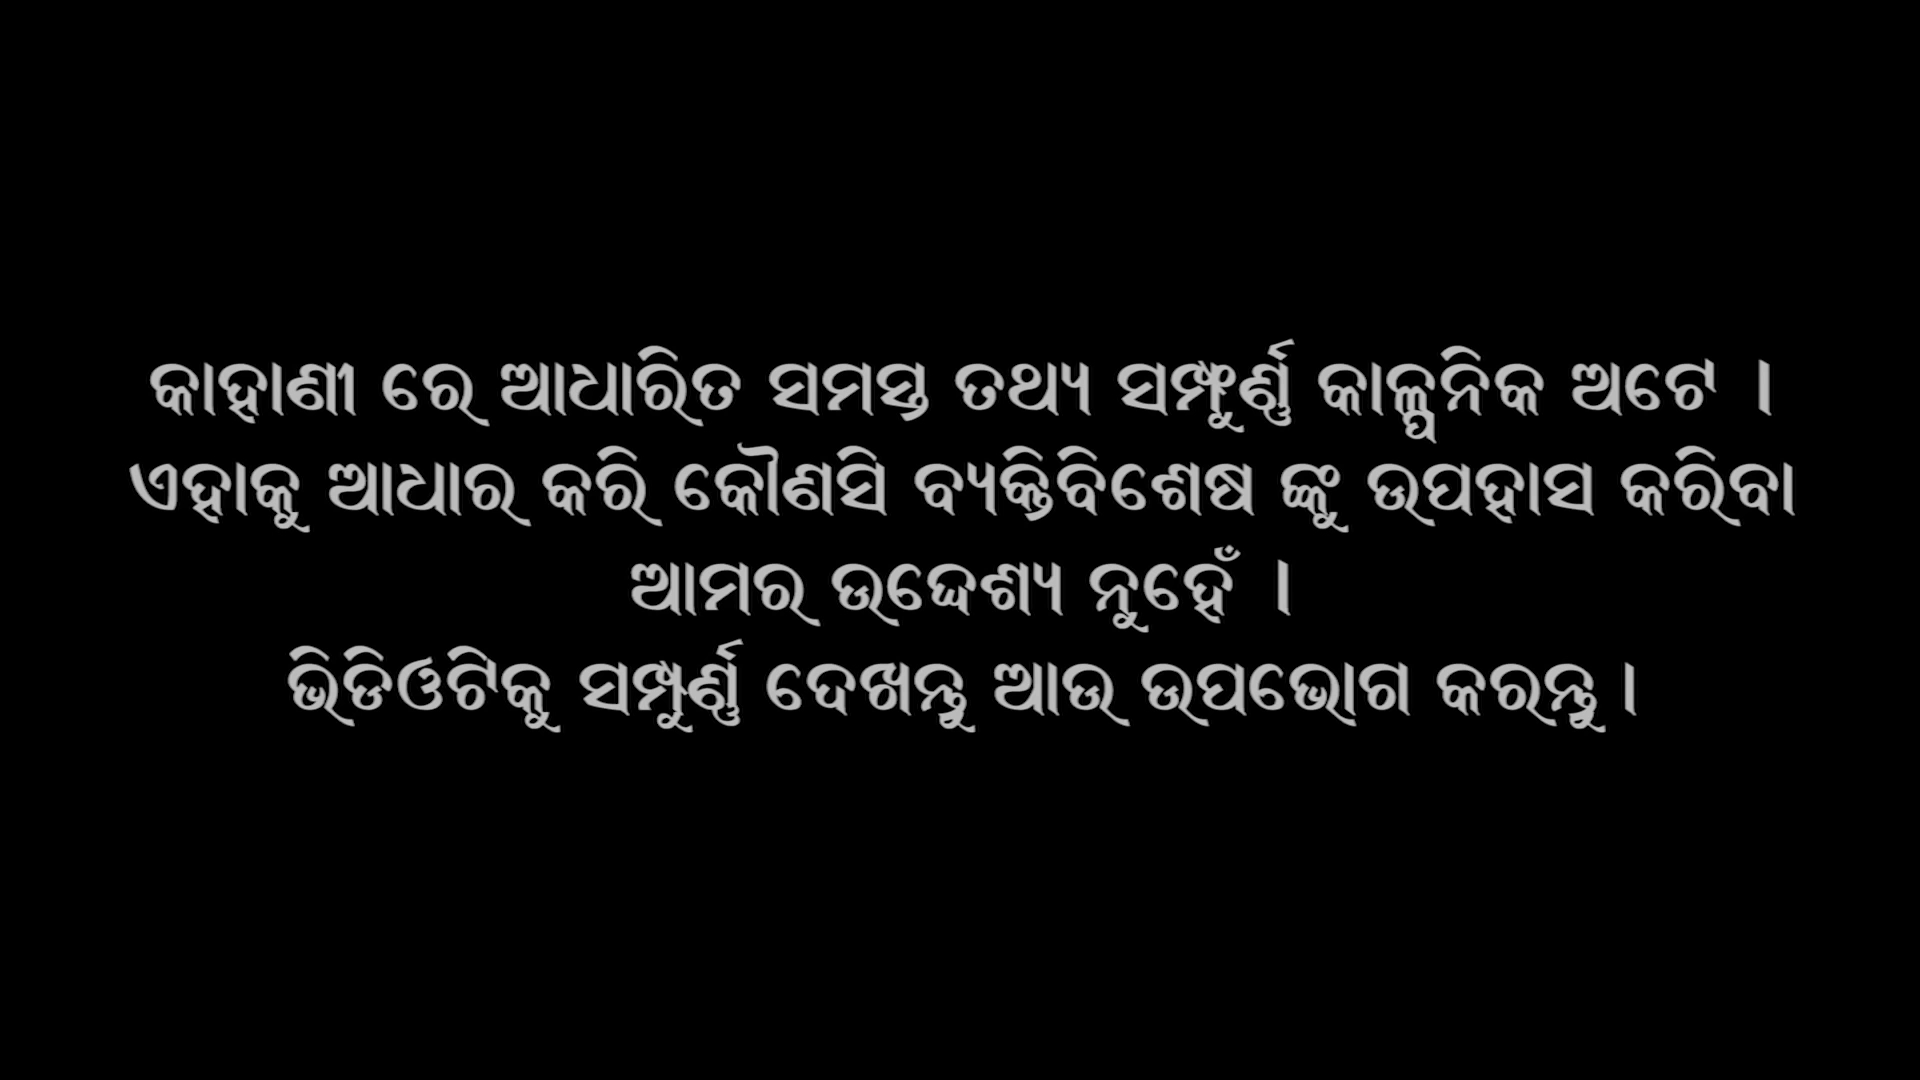 କାହାଣୀ ରେ ଆଧାରିତ ସମସ୍ତ ତଥ୍ୟ ସମ୍ଫୁର୍ଣ୍ଣ କାଳ୍ପନିକ ଅଟେ ।
ଏହାକୁ ଆଧାର କରି କୌଣସି ବ୍ୟକ୍ତିବିଶେଷ ଙ୍କୁ ଉପହାସ କରିବା
ଆମର ଉଦ୍ଦେଶ୍ୟ ନୁହେଁ ।
ଭିଡିଓଟିକୁ ସମ୍ପୁର୍ଣ୍ଣ ଦେଖନ୍ତୁ ଆଉ ଉପଭୋଗ କରନ୍ତୁ ।